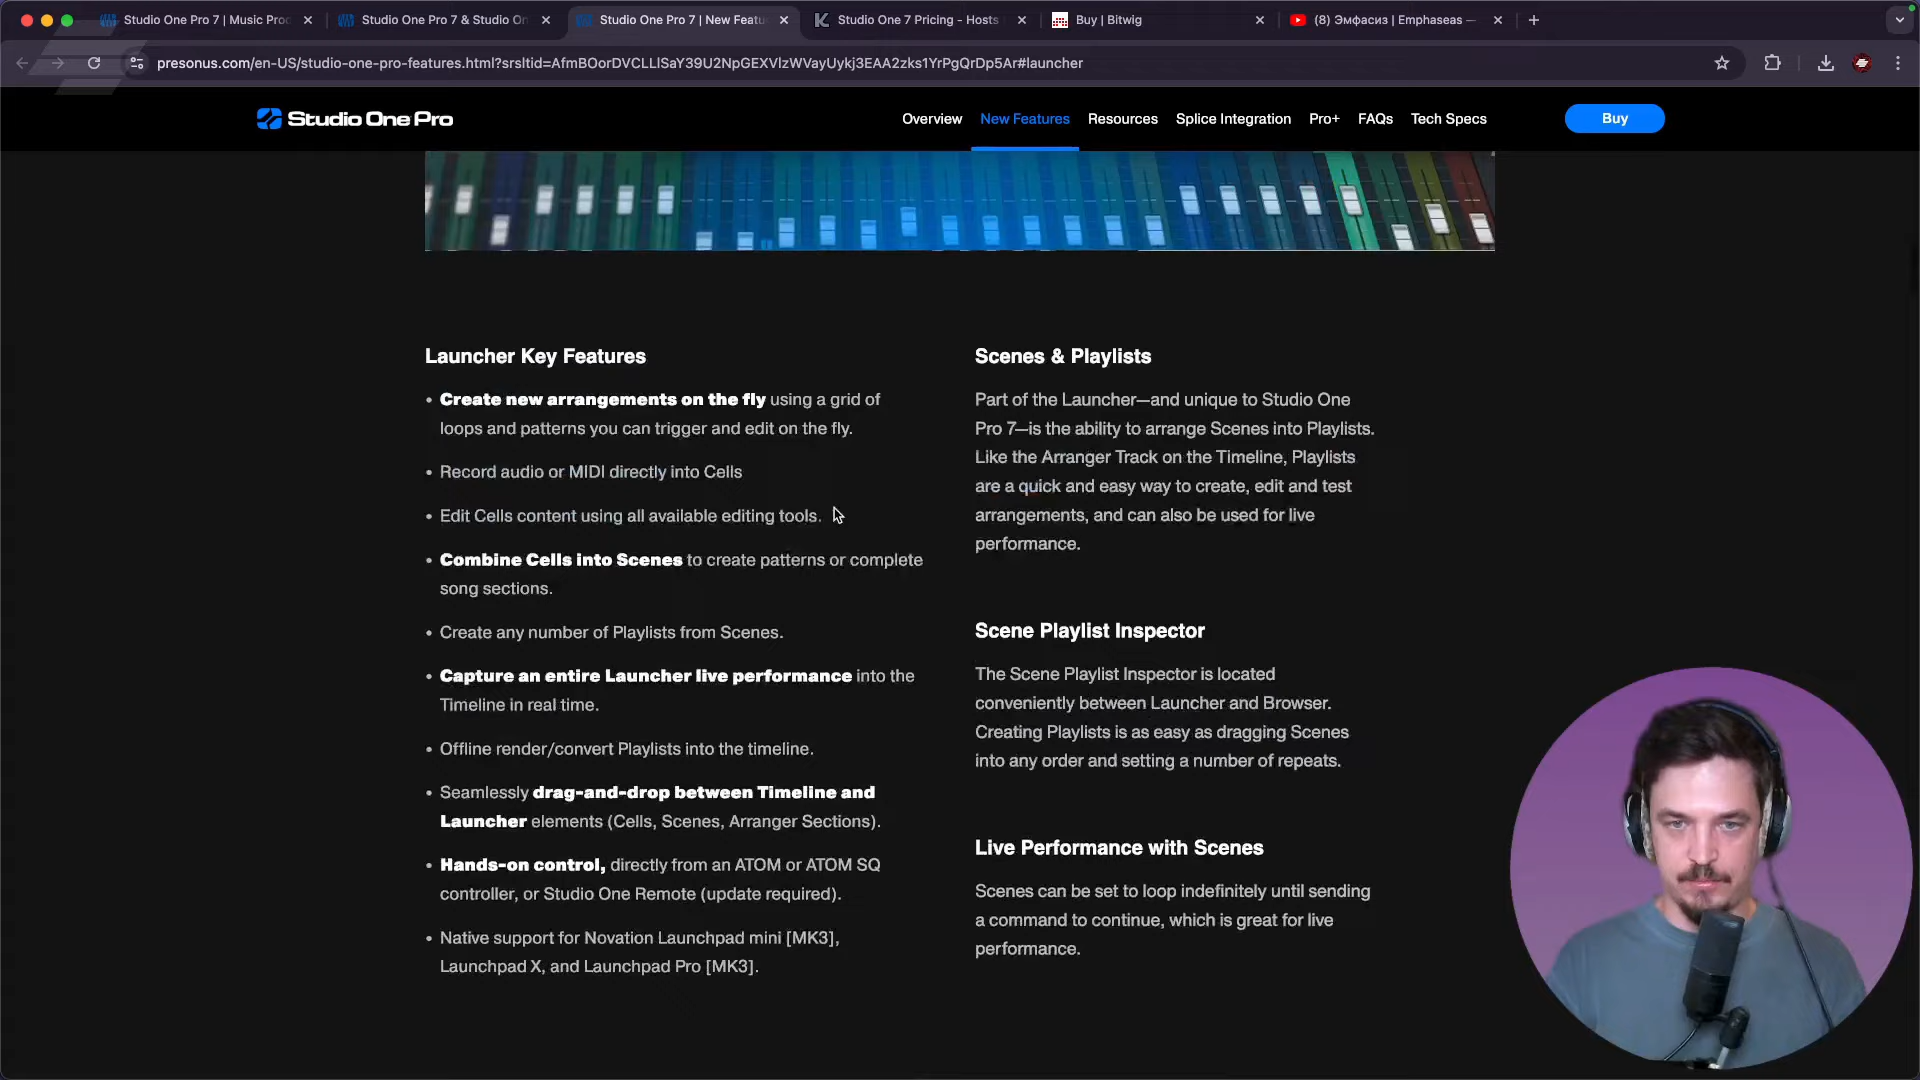 Studio One Pro 7 | Music Proc
Studio One Pro 7 & Studio On
Studio One Pro 7 | New Featu
Studio One 7 Pricing - Hosts
Buy | Bitwig
(8) Эмфасиз | Emphaseas —
presonus.com/en-US/studio-one-pro-features.html?srsltid=AfmBOorDVCLLlSaY39U2NpGEXVlzWVayUykj3EAA2zks1YrPgQrDp5Ar#launcher
Studio One Pro
Overview
New Features
Resources
Splice Integration
Pro+
FAQs
Tech Specs
Buy
Launcher Key Features
• Create new arrangements on the fly using a grid of
loops and patterns you can trigger and edit on the fly.
• Record audio or MIDI directly into Cells
• Edit Cells content using all available editing tools.
• Combine Cells into Scenes to create patterns or complete
song sections.
• Create any number of Playlists from Scenes.
• Capture an entire Launcher live performance into the
Timeline in real time.
• Offline render/convert Playlists into the timeline.
• Seamlessly drag-and-drop between Timeline and
Launcher elements (Cells, Scenes, Arranger Sections).
• Hands-on control, directly from an ATOM or ATOM SQ
controller, or Studio One Remote (update required).
• Native support for Novation Launchpad mini [MK3],
Launchpad X, and Launchpad Pro [MK3].
Scenes & Playlists
Part of the Launcher—and unique to Studio One
Pro 7—is the ability to arrange Scenes into Playlists.
Like the Arranger Track on the Timeline, Playlists
are a quick and easy way to create, edit and test
arrangements, and can also be used for live
performance.
Scene Playlist Inspector
The Scene Playlist Inspector is located
conveniently between Launcher and Browser.
Creating Playlists is as easy as dragging Scenes
into any order and setting a number of repeats.
Live Performance with Scenes
Scenes can be set to loop indefinitely until sending
a command to continue, which is great for live
performance.